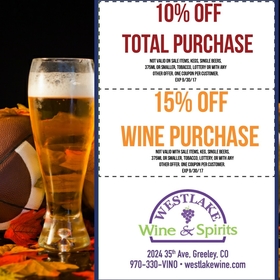 10% OFF
TOTAL PURCHASE
NOT VALID ON SALE ITEMS, KEGS, SINGLE BEERS,
375ML OR SMALLER, TOBACCO, LOTTERY OR WITH ANY
OTHER OFFER. ONE COUPON PER CUSTOMER.
EXP 9/30/17
15% OFF
WINE PURCHASE
NOT VALID WITH SALE ITEMS, KEG, SINGLE BEERS,
375ML OR SMALLER, TOBACCO, LOTTERY, OR WITH ANY
OTHER OFFER. ONE COUPON PER CUSTOMER.
EXP 9/30/17
WESTLAKE
Wine & Spirits
2024 35th Ave, Greeley, CO
970-330-VINO • westlakewine.com